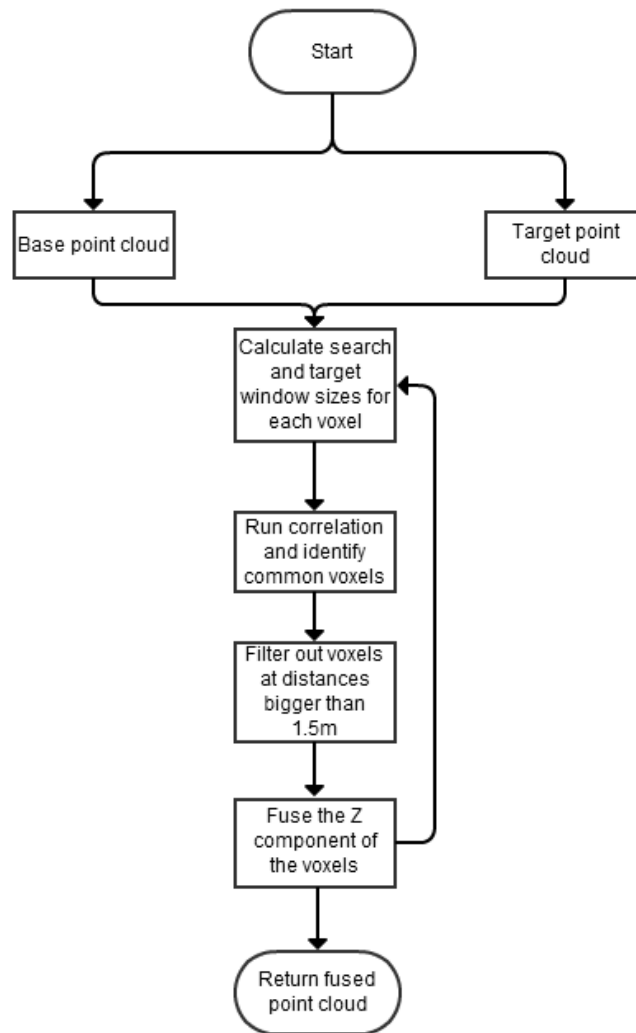 Start
Base point cloud
Target point
cloud
Calculate search
and target
window sizes for
each voxel
Run correlation
and identify
common voxels
Filter out voxels
at distances
bigger than
1.5m
Fuse the Z
component of
the voxels
Return fused
point cloud